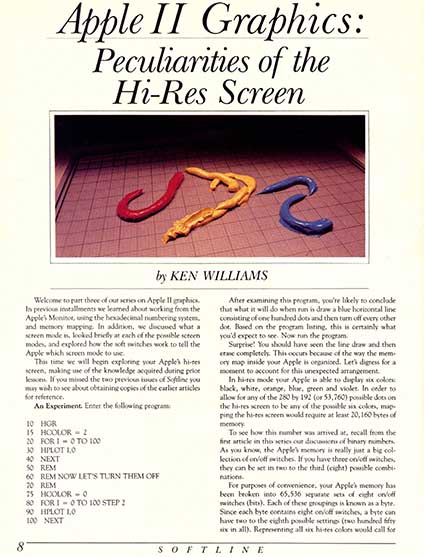 Apple II Graphics:
Peculiarities of the
Hi-Res Screen
by KEN WILLIAMS
Welcome to part three of our series on Apple II graphics.
In previous installments we learned about working from the
Apple's Monitor, using the hexadecimal numbering system,
and memory mapping. In addition, we discussed what a
screen mode is, looked briefly at each of the possible screen
modes, and explored how the soft switches work to tell the
Apple which screen mode to use.
This time we will begin exploring your Apple's hi-res
screen, making use of the knowledge acquired during prior
lessons. If you missed the two previous issues of Softline you
may wish to see about obtaining copies of the earlier articles
for reference.
An Experiment. Enter the following program:
10 HGR
15 HCOLOR = 2
20 FOR I = 0 TO 100
30 HPLOT I,0
40 NEXT
50 REM
60 REM NOW LET'S TURN THEM OFF
70 REM
75 HCOLOR = 0
80 FOR I = 0 TO 100 STEP 2
90 HPLOT I,0
100 NEXT
After examining this program, you're likely to conclude
that what it will do when run is draw a blue horizontal line
consisting of one hundred dots and then turn off every other
dot. Based on the program listing, this is certainly what
you'd expect to see. Now run the program.
Surprise! You should have seen the line draw and then
erase completely. This occurs because of the way the mem-
ory map inside your Apple is organized. Let's digress for a
moment to account for this unexpected arrangement.
In hi-res mode your Apple is able to display six colors:
black, white, orange, blue, green and violet. In order to
allow for any of the 280 by 192 (or 53,760) possible dots on
the hi-res screen to be any of the possible six colors, map-
ping the hi-res screen would require at least 20,160 bytes of
memory.
To see how this number was arrived at, recall from the
first article in this series our discussions of binary numbers.
As you know, the Apple's memory is really just a big col-
lection of on/off switches. If you have three on/off switches,
they can be set in two to the third (eight) possible combi-
nations.
For purposes of convenience, your Apple's memory has
been broken into 65,536 separate sets of eight on/off
switches (bits). Each of these groupings is known as a byte.
Since each byte contains eight on/off switches, a byte can
have two to the eighth possible settings (two hundred fifty
six in all). Representing all six hi-res colors would call for
8
SOFTLINE